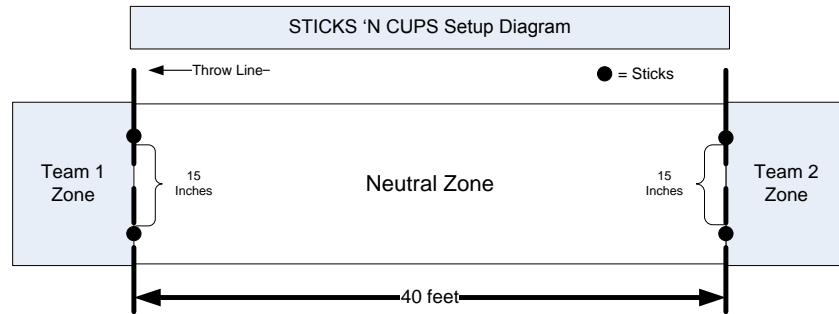 STICKS ‘N CUPS Setup Diagram
Throw Line
= Sticks
Team 1
Zone
15
Inches
Neutral Zone
15
Inches
Team 2
Zone
40 feet